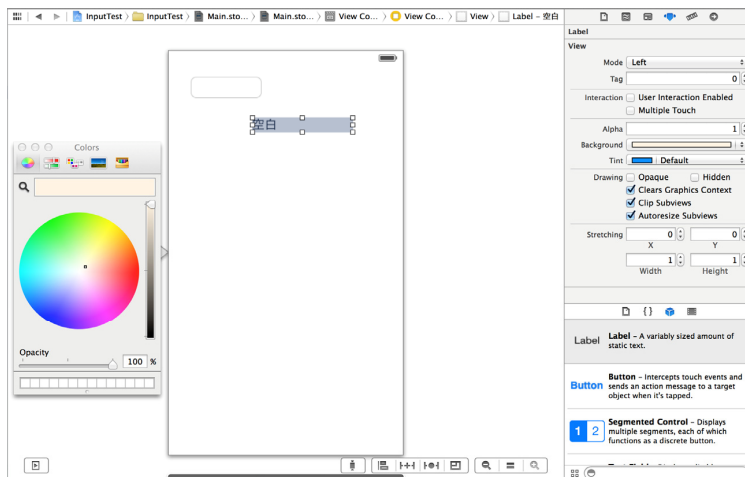 InputTest 〉 InputTest 〉 Main.sto...〉 Main.sto...〉 View Co... 〉 View Co... 〉 View 〉 Label – 空白
空白
Colors
Opacity
100 %
Label
View
Mode Left
Tag 0
Interaction User Interaction Enabled
Multiple Touch
Alpha 1
Background
Tint Default
Drawing Opaque Hidden
Clears Graphics Context
Clip Subviews
Autoresize Subviews
Stretching 0 0
X Y
1 1
Width Height
{ }
Label Label – A variably sized amount of
static text.
Button Button – Intercepts touch events and
sends an action message to a target
object when it's tapped.
1 2 Segmented Control – Displays
multiple segments, each of which
functions as a discrete button.